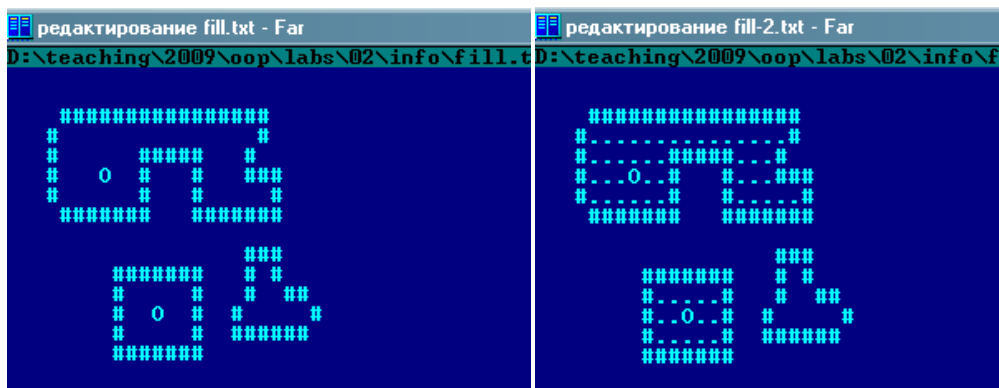 редактирование fill.txt - Far
D:\teaching\2009\oop\labs\02\info\fill.t
    ################
   #               #
   #      #####   #
   #   O  #   #   ###
   #      #   #     #
    #######   #######
                  ###
        #######   # #
        #     #   #  ##
        #  O  #  #     #
        #     #  ######
        #######
редактирование fill-2.txt - Far
D:\teaching\2009\oop\labs\02\info\f
    ################
   #...............#
   #......#####...#
   #...O..#   #...###
   #......#   #.....#
    #######   #######
                  ###
        #######   # #
        #.....#   #  ##
        #..O..#  #     #
        #.....#  ######
        #######